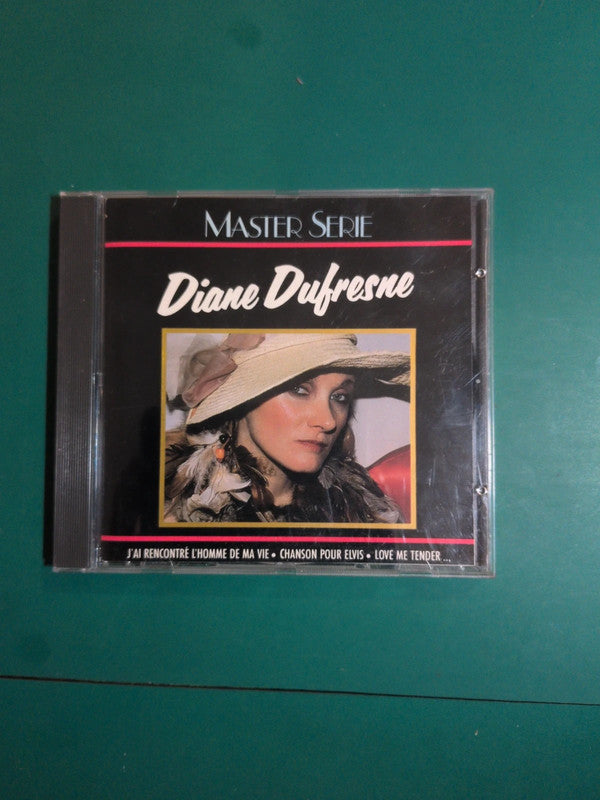 MASTER SERIE
Diane Dufresne
J'AI RENCONTRÉ L'HOMME DE MA VIE • CHANSON POUR ELVIS • LOVE ME TENDER ...